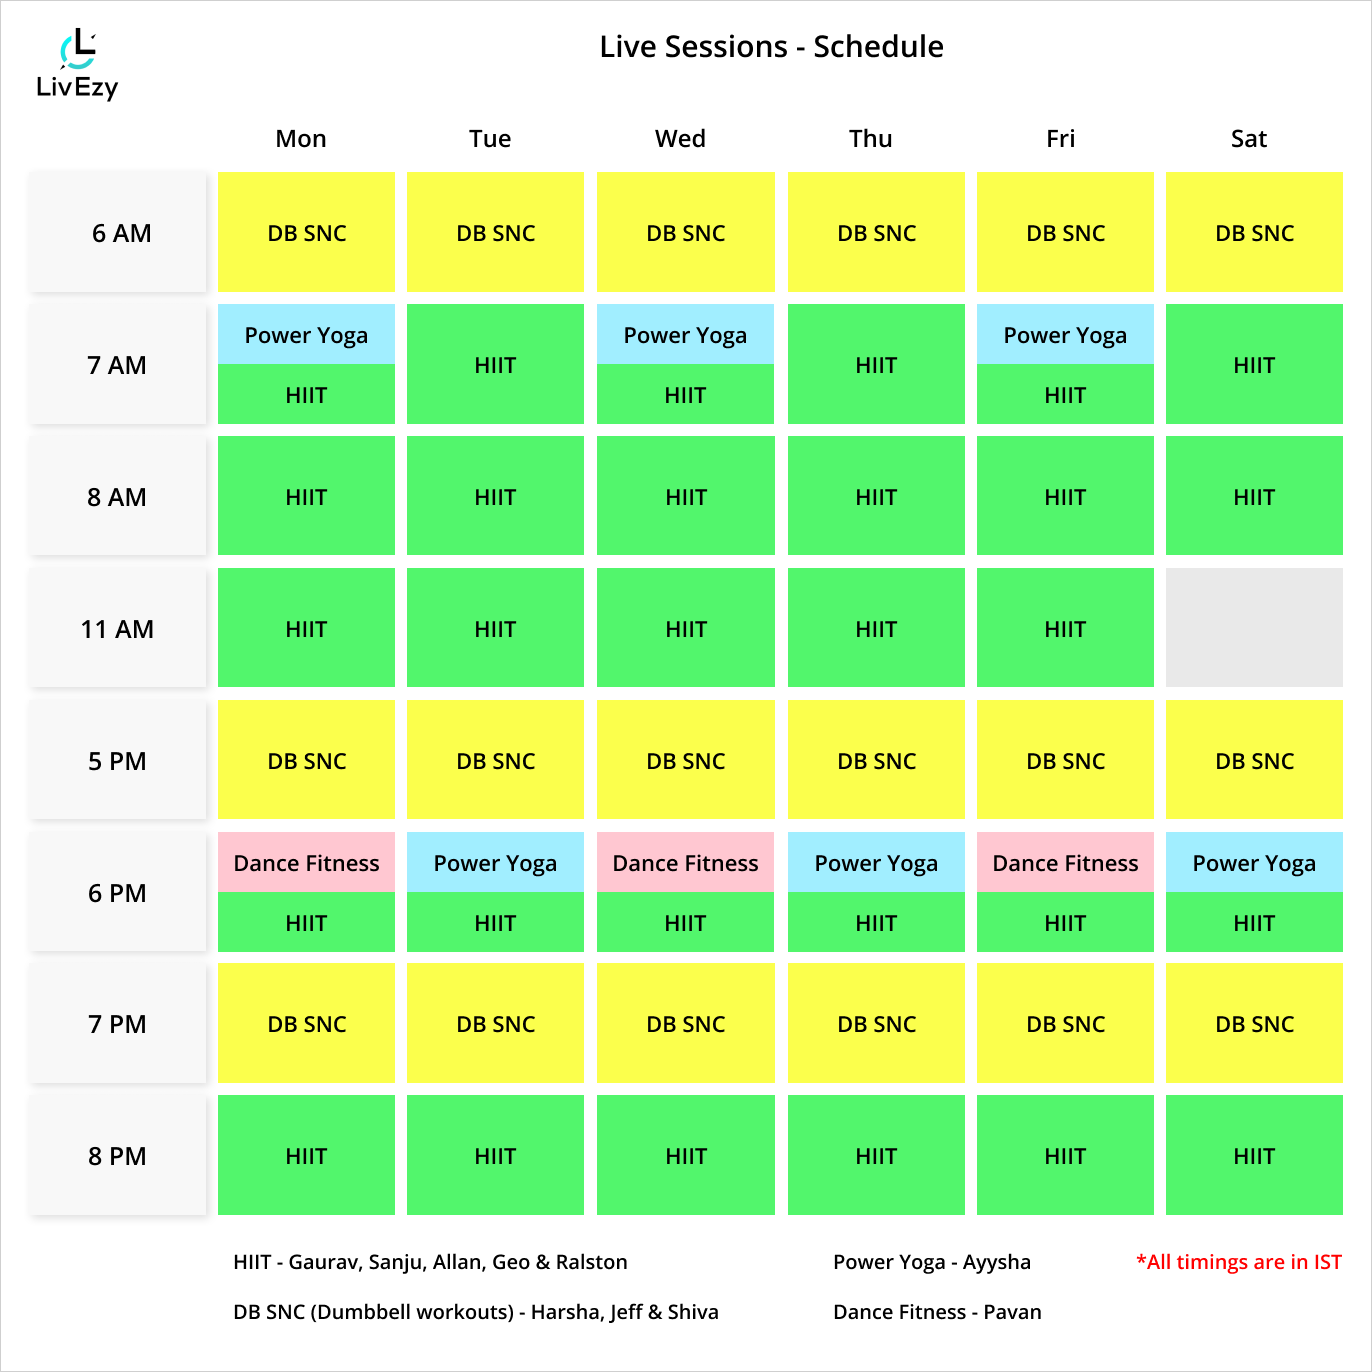 LivEzy
Live Sessions - Schedule
Mon Tue Wed Thu Fri Sat
6 AM DB SNC DB SNC DB SNC DB SNC DB SNC DB SNC
7 AM Power Yoga HIIT HIIT Power Yoga HIIT HIIT Power Yoga HIIT HIIT
8 AM HIIT HIIT HIIT HIIT HIIT HIIT
11 AM HIIT HIIT HIIT HIIT HIIT
5 PM DB SNC DB SNC DB SNC DB SNC DB SNC DB SNC
6 PM Dance Fitness HIIT Power Yoga HIIT Dance Fitness HIIT Power Yoga HIIT Dance Fitness HIIT Power Yoga HIIT
7 PM DB SNC DB SNC DB SNC DB SNC DB SNC DB SNC
8 PM HIIT HIIT HIIT HIIT HIIT HIIT
HIIT - Gaurav, Sanju, Allan, Geo & Ralston Power Yoga - Ayysha *All timings are in IST
DB SNC (Dumbbell workouts) - Harsha, Jeff & Shiva Dance Fitness - Pavan